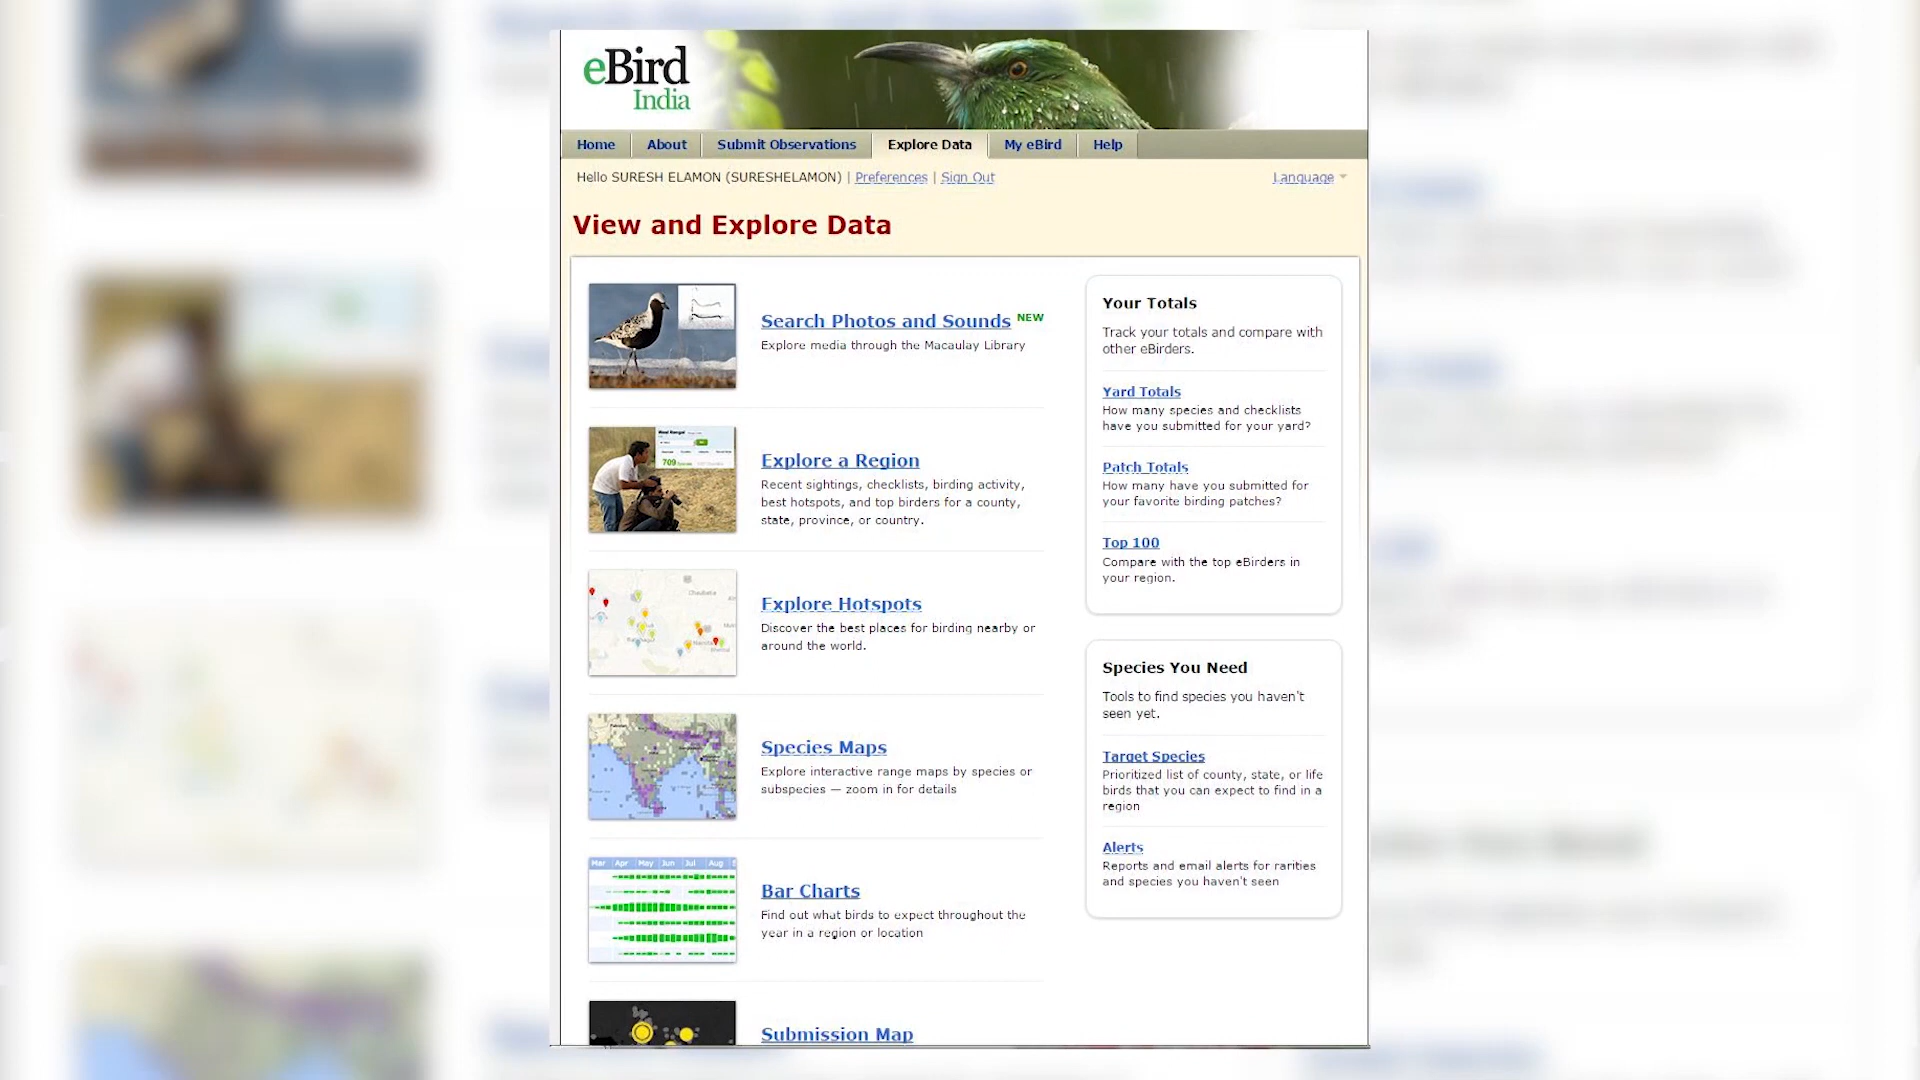 eBird
India
Home About Submit Observations Explore Data My eBird Help
Hello SURESH ELAMON (SURESHELAMON) | Preferences | Sign Out Language
View and Explore Data
Search Photos and Sounds NEW
Explore media through the Macaulay Library
Explore a Region
Recent sightings, checklists, birding activity,
best hotspots, and top birders for a county,
state, province, or country.
Explore Hotspots
Discover the best places for birding nearby or
around the world.
Species Maps
Explore interactive range maps by species or
subspecies — zoom in for details
Mar Apr May Jun Jul Aug
Bar Charts
Find out what birds to expect throughout the
year in a region or location
Submission Map
Your Totals
Track your totals and compare with
other eBirders.
Yard Totals
How many species and checklists
have you submitted for your yard?
Patch Totals
How many have you submitted for
your favorite birding patches?
Top 100
Compare with the top eBirders in
your region.
Species You Need
Tools to find species you haven't
seen yet.
Target Species
Prioritized list of county, state, or life
birds that you can expect to find in a
region
Alerts
Reports and email alerts for rarities
and species you haven't seen